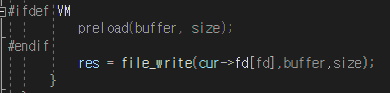 #ifdef VM
preload(buffer, size);
#endif
res = file_write(cur->fd[fd],buffer,size);
}